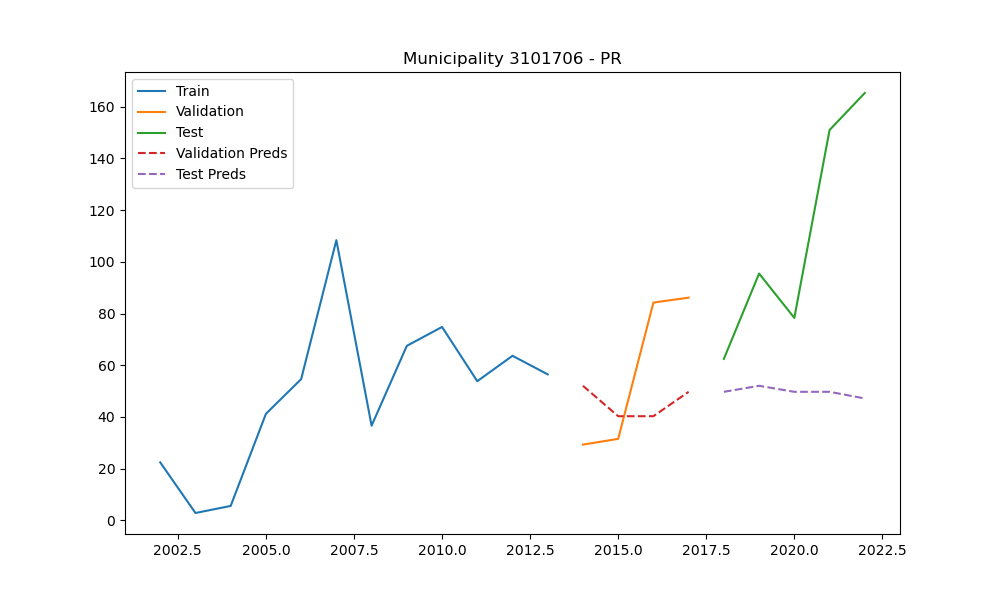 Municipality 3101706 - PR
Train
Validation
Test
Validation Preds
Test Preds
160
140
120
100
80
60
40
20
0
2002.5 2005.0 2007.5 2010.0 2012.5 2015.0 2017.5 2020.0 2022.5